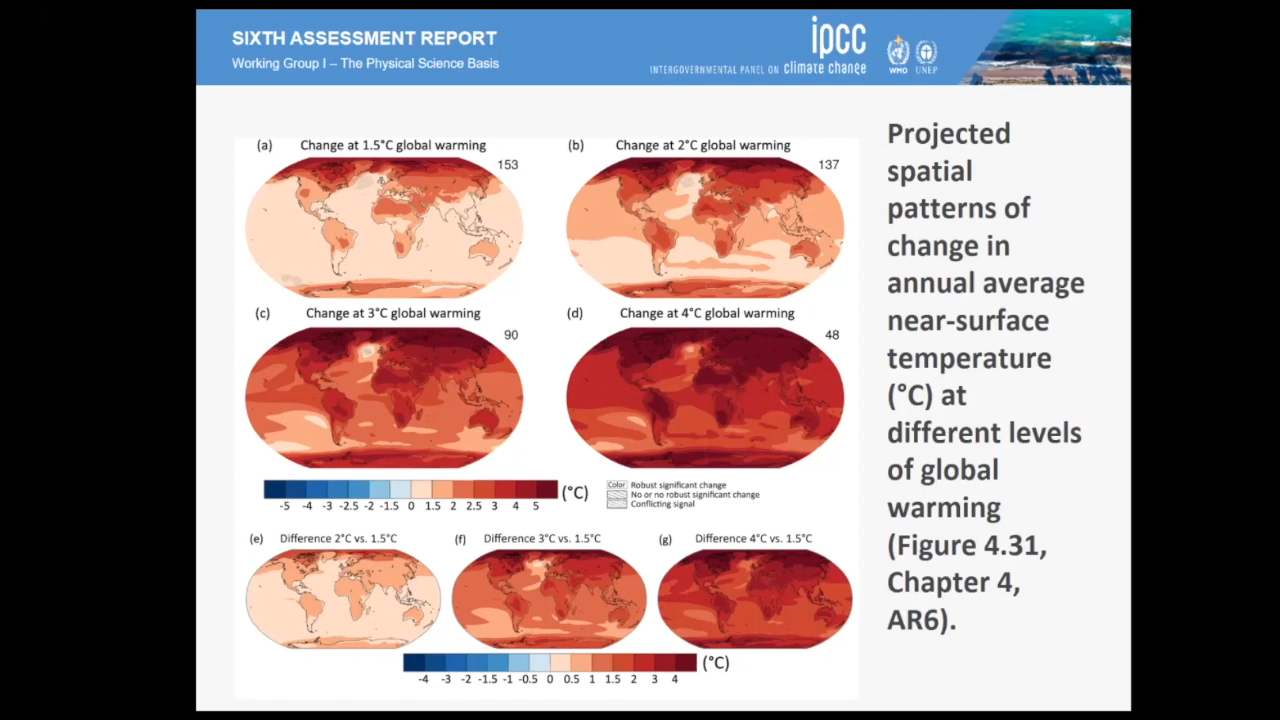 SIXTH ASSESSMENT REPORT
Working Group I – The Physical Science Basis
ipcc
INTERGOVERNMENTAL PANEL ON climate change
WMO
UNEP
(a) Change at 1.5°C global warming
153
(b) Change at 2°C global warming
137
(c) Change at 3°C global warming
90
(d) Change at 4°C global warming
48
-5 -4 -3 -2.5 -2 -1.5 0 1.5 2 2.5 3 4 5
(°C)
Color Robust significant change
No or no robust significant change
Conflicting signal
(e) Difference 2°C vs. 1.5°C
(f) Difference 3°C vs. 1.5°C
(g) Difference 4°C vs. 1.5°C
-4 -3 -2 -1.5 -1 -0.5 0 0.5 1 1.5 2 3 4
(°C)
Projected
spatial
patterns of
change in
annual average
near-surface
temperature
(°C) at
different levels
of global
warming
(Figure 4.31,
Chapter 4,
AR6).